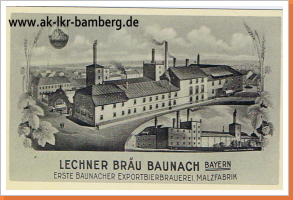 www.ak-lkr-bamberg.de
LECHNER BRÄU BAUNACH BAYERN
ERSTE BAUNACHER EXPORTBIERBRAUEREI, MALZFABRIK